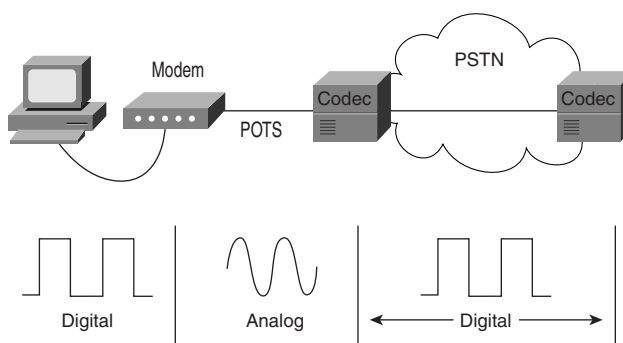 Modem
PSTN
Codec
Codec
POTS
Digital
Analog
Digital